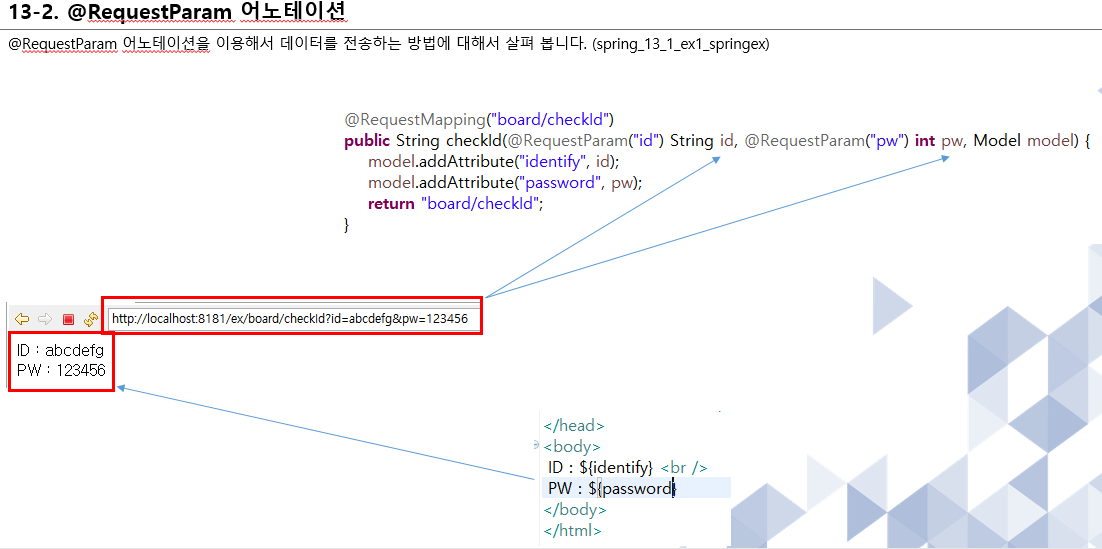 13-2. @RequestParam 어노테이션
@RequestParam 어노테이션을 이용해서 데이터를 전송하는 방법에 대해서 살펴 봅니다. (spring_13_1_ex1_springex)
@RequestMapping("board/checkId")
public String checkId(@RequestParam("id") String id, @RequestParam("pw") int pw, Model model) {
model.addAttribute("identify", id);
model.addAttribute("password", pw);
return "board/checkId";
}
http://localhost:8181/ex/board/checkId?id=abcdefg&pw=123456
ID : abcdefg
PW : 123456
</head>
<body>
ID : ${identify} <br />
PW : ${password}
</body>
</html>